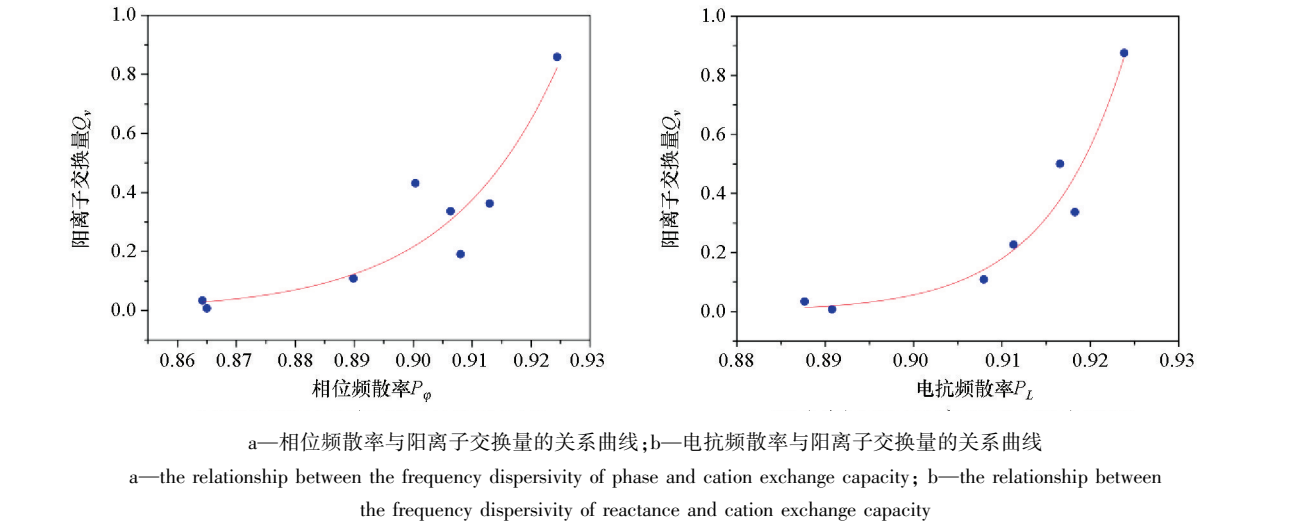 1.0
0.8
0.6
0.4
0.2
0.0
阳离子交换量Qv
0.86 0.87 0.88 0.89 0.90 0.91 0.92 0.93
相位频散率Pφ
1.0
0.8
0.6
0.4
0.2
0.0
阳离子交换量Qv
0.88 0.89 0.90 0.91 0.92 0.93
电抗频散率PL
a—相位频散率与阳离子交换量的关系曲线;b—电抗频散率与阳离子交换量的关系曲线
a—the relationship between the frequency dispersivity of phase and cation exchange capacity; b—the relationship between
the frequency dispersivity of reactance and cation exchange capacity